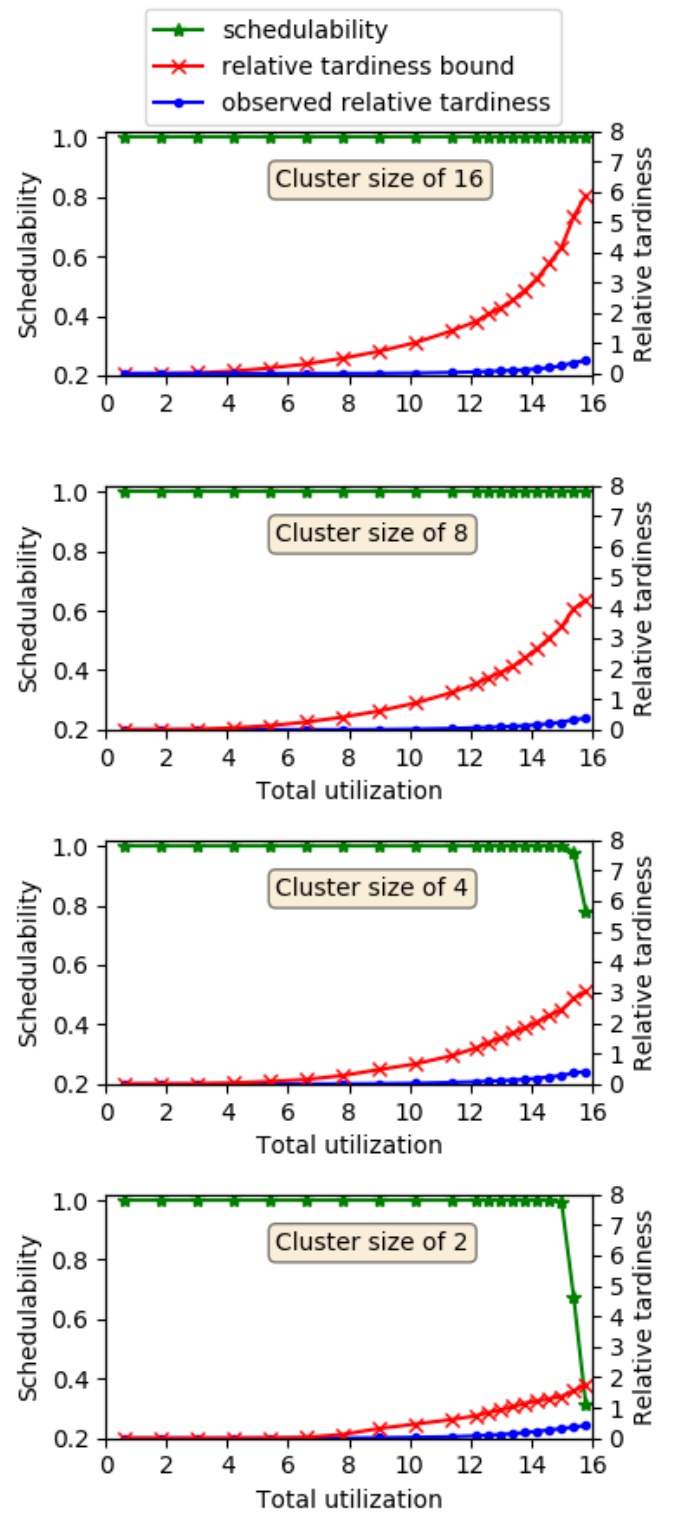 schedulability
relative tardiness bound
observed relative tardiness
Cluster size of 16
Schedulability
1.0
0.8
0.6
0.4
0.2
8
7
6
5
4
3
2
1
0
Relative tardiness
0 2 4 6 8 10 12 14 16
Cluster size of 8
Schedulability
1.0
0.8
0.6
0.4
0.2
8
7
6
5
4
3
2
1
0
Relative tardiness
0 2 4 6 8 10 12 14 16
Total utilization
Cluster size of 4
Schedulability
1.0
0.8
0.6
0.4
0.2
8
7
6
5
4
3
2
1
0
Relative tardiness
0 2 4 6 8 10 12 14 16
Total utilization
Cluster size of 2
Schedulability
1.0
0.8
0.6
0.4
0.2
8
7
6
5
4
3
2
1
0
Relative tardiness
0 2 4 6 8 10 12 14 16
Total utilization